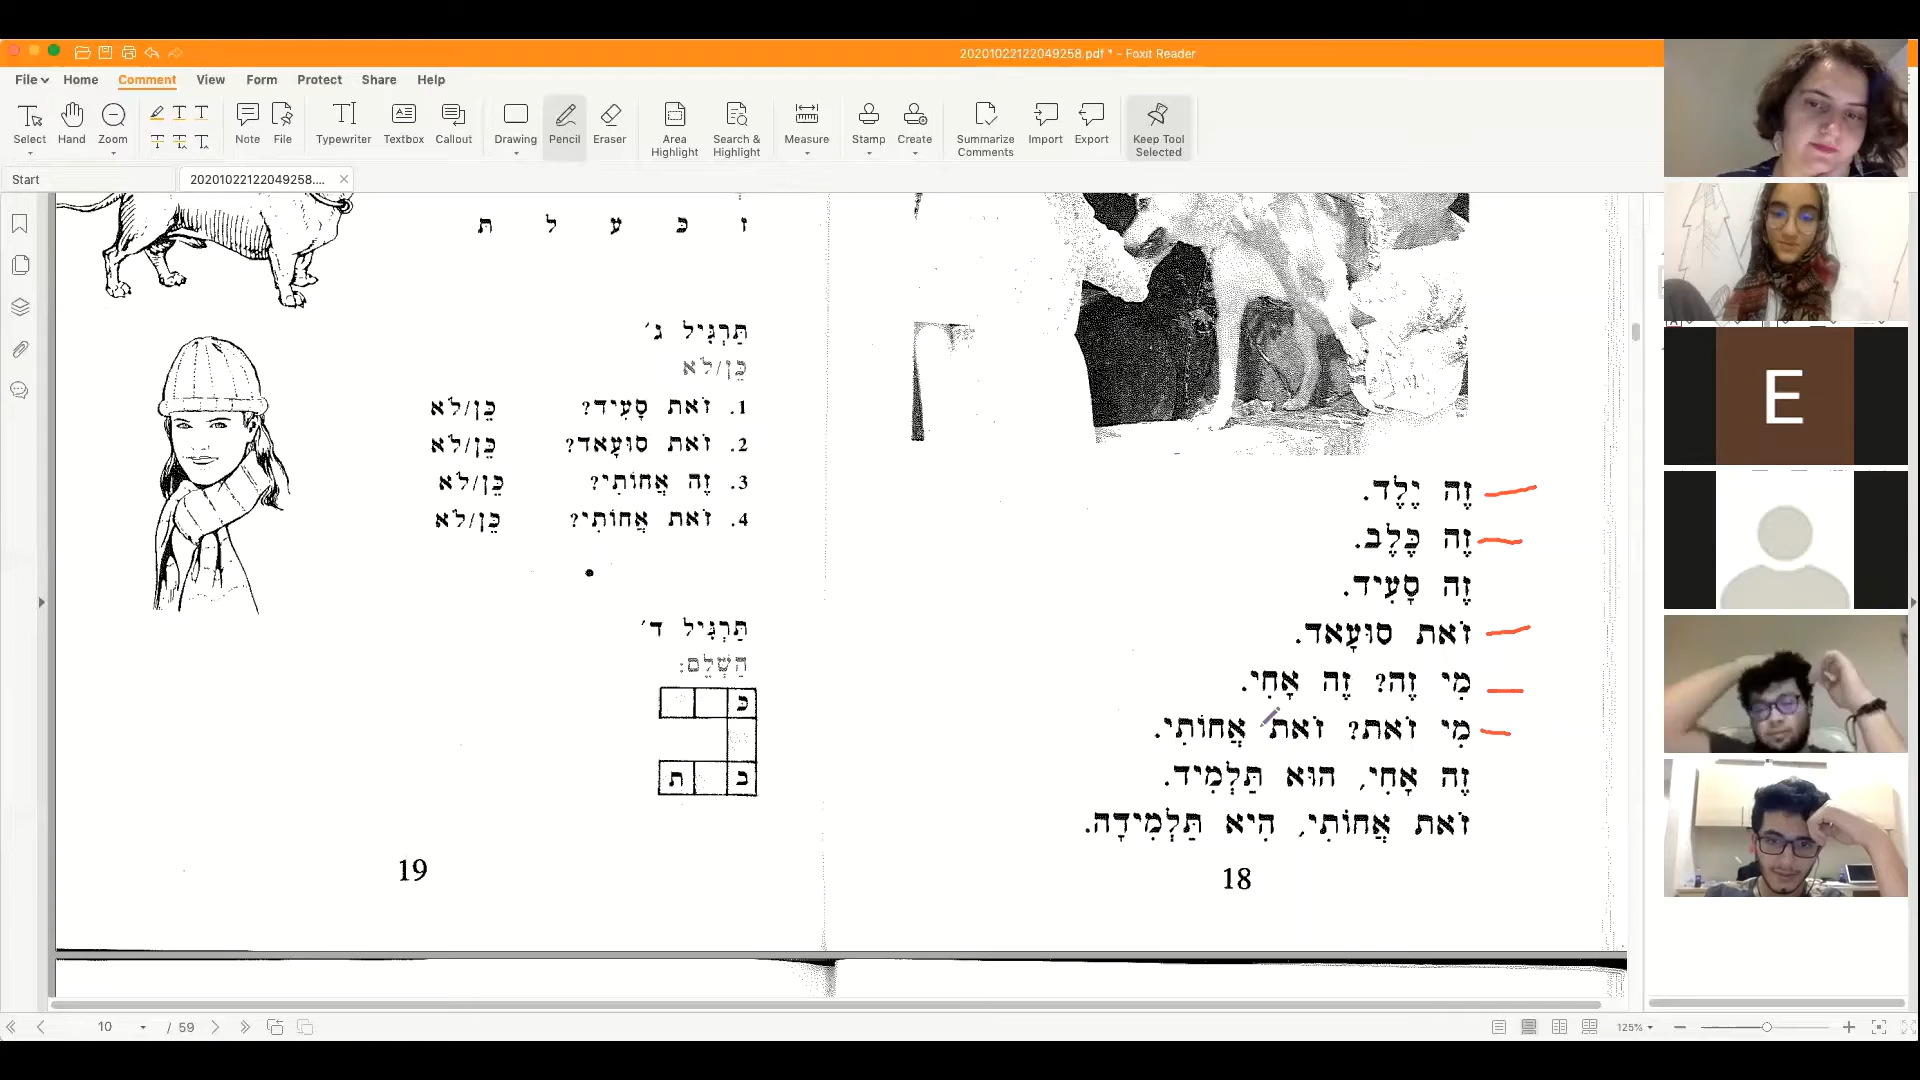 20201022122049258.pdf * - Foxit Reader
File Home Comment View Form Protect Share Help
Select Hand Zoom Note File Typewriter Textbox Callout Drawing Pencil Eraser Area Highlight Search & Highlight Measure Stamp Create Summarize Comments Import Export Keep Tool Selected
Start 20201022122049258....
זֶה יֶלֶד.
זֶה כֶּלֶב.
זֶה סָעִיד.
זֹאת סוּעָאד.
מִי זֶה? זֶה אָחִי.
מִי זֹאת? זֹאת אֲחוֹתִי.
זֶה אָחִי, הוּא תַּלְמִיד.
זֹאת אֲחוֹתִי, הִיא תַּלְמִידָה.
18
ז כּ ע ל ת
תַּרְגִּיל ג׳
כֵּן/לֹא
1. זֹאת סָעִיד? כֵּן/לֹא
2. זֹאת סוּעָאד? כֵּן/לֹא
3. זֶה אֲחוֹתִי? כֵּן/לֹא
4. זֹאת אֲחוֹתִי? כֵּן/לֹא
תַּרְגִּיל ד׳
הַשְׁלֵם:
כּ
ב ת
19
E
10 / 59
125%